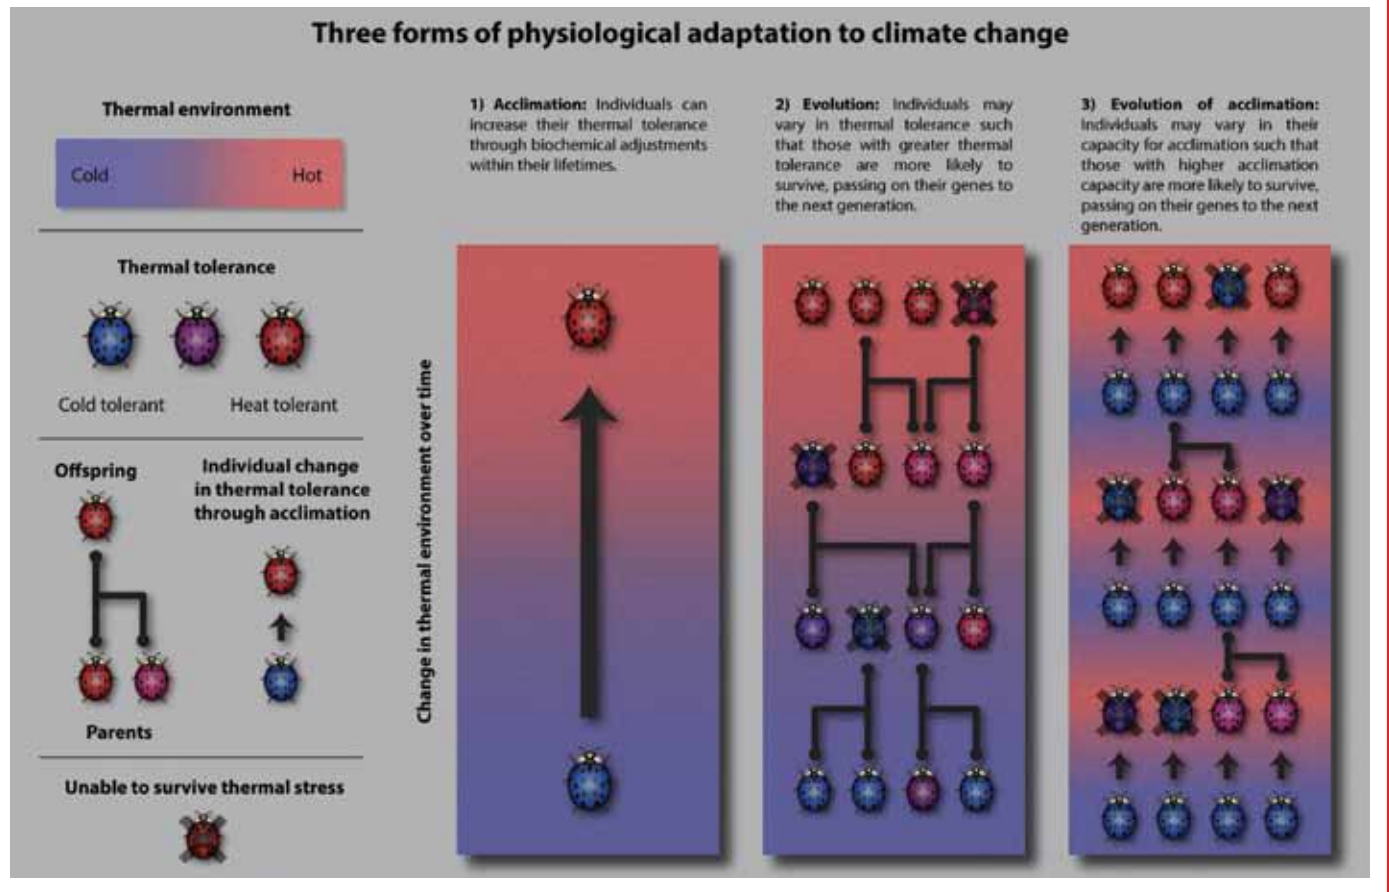 Three forms of physiological adaptation to climate change
Thermal environment
Cold
Hot
Thermal tolerance
Cold tolerant
Heat tolerant
Offspring
Parents
Individual change
in thermal tolerance
through acclimation
Unable to survive thermal stress
Change in thermal environment over time
1) Acclimation: Individuals can
increase their thermal tolerance
through biochemical adjustments
within their lifetimes.
2) Evolution: Individuals may
vary in thermal tolerance such
that those with greater thermal
tolerance are more likely to
survive, passing on their genes to
the next generation.
3) Evolution of acclimation:
Individuals may vary in their
capacity for acclimation such that
those with higher acclimation
capacity are more likely to survive,
passing on their genes to the next
generation.